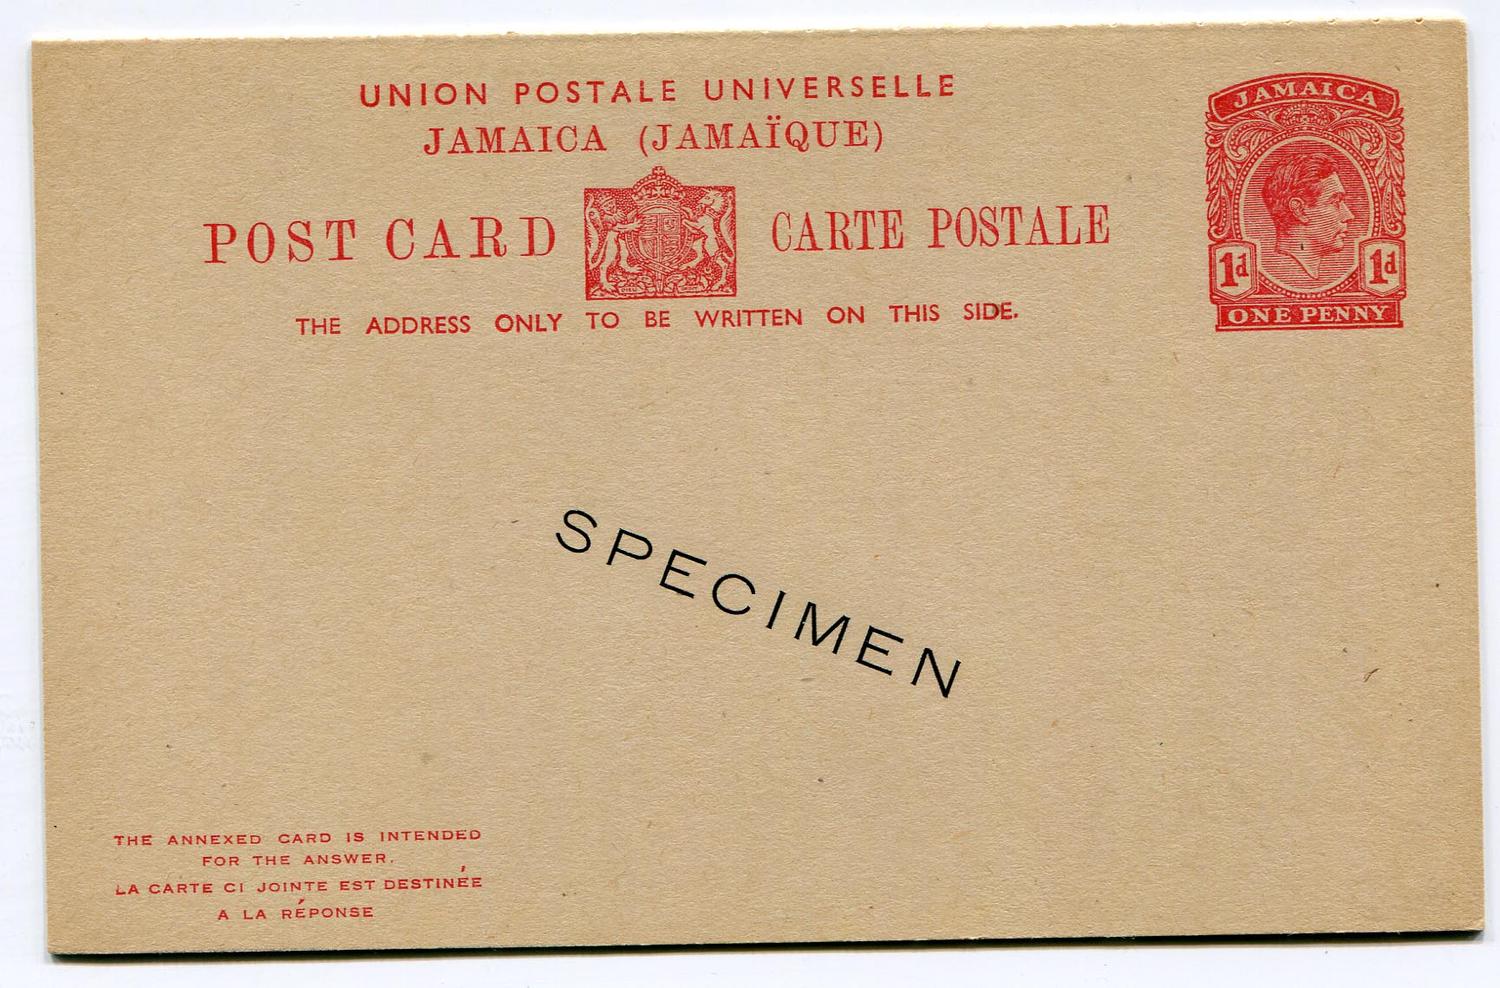 UNION POSTALE UNIVERSELLE
JAMAICA (JAMAÏQUE)
POST CARD CARTE POSTALE
THE ADDRESS ONLY TO BE WRITTEN ON THIS SIDE.
JAMAICA
1d 1d
ONE PENNY
SPECIMEN
THE ANNEXED CARD IS INTENDED
FOR THE ANSWER.
LA CARTE CI JOINTE EST DESTINÉE
A LA RÉPONSE